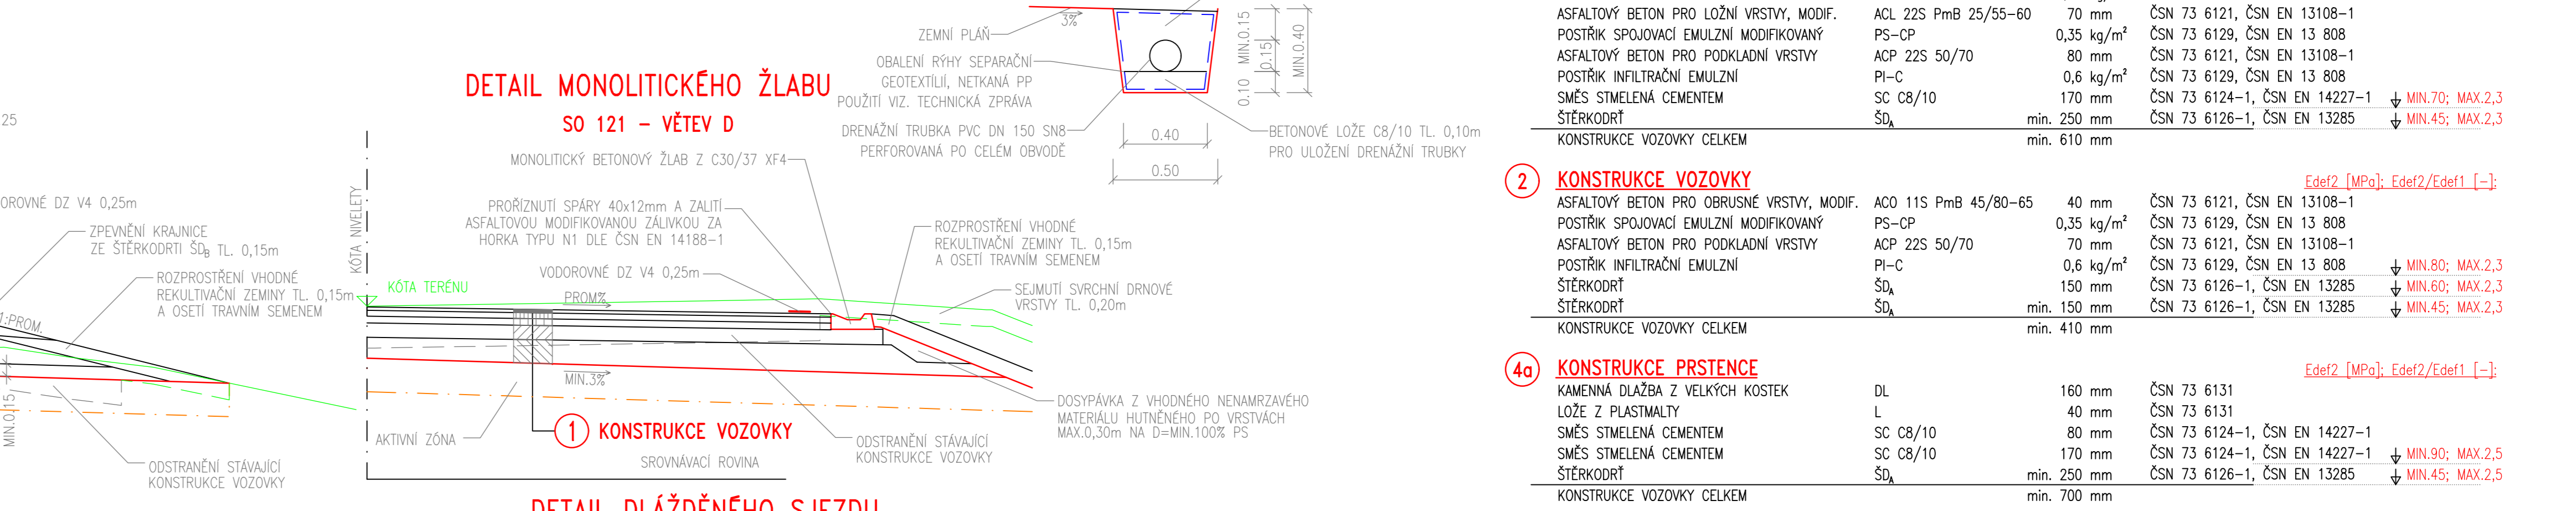 25
OROVNÉ DZ V4 0,25m
ZPEVNĚNÍ KRAJNICE
ZE ŠTĚRKODRTI ŠDB TL. 0,15m
ROZPROSTŘENÍ VHODNÉ
REKULTIVAČNÍ ZEMINY TL. 0,15m
A OSETÍ TRAVNÍM SEMENEM
1:PROM.
MIN.0.15
ODSTRANĚNÍ STÁVAJÍCÍ
KONSTRUKCE VOZOVKY
DETAIL MONOLITICKÉHO ŽLABU
SO 121 – VĚTEV D
MONOLITICKÝ BETONOVÝ ŽLAB Z C30/37 XF4
KÓTA NIVELETY
PROŘÍZNUTÍ SPÁRY 40x12mm A ZALITÍ
ASFALTOVOU MODIFIKOVANOU ZÁLIVKOU ZA
HORKA TYPU N1 DLE ČSN EN 14188–1
VODOROVNÉ DZ V4 0,25m
KÓTA TERÉNU
PROM%
ROZPROSTŘENÍ VHODNÉ
REKULTIVAČNÍ ZEMINY TL. 0,15m
A OSETÍ TRAVNÍM SEMENEM
SEJMUTÍ SVRCHNÍ DRNOVÉ
VRSTVY TL. 0,20m
MIN.3%
AKTIVNÍ ZÓNA
1 KONSTRUKCE VOZOVKY
SROVNÁVACÍ ROVINA
ODSTRANĚNÍ STÁVAJÍCÍ
KONSTRUKCE VOZOVKY
DOSYPÁVKA Z VHODNÉHO NENAMRZAVÉHO
MATERIÁLU HUTNĚNÉHO PO VRSTVÁCH
MAX.0,30m NA D=MIN.100% PS
DETAIL DLÁŽDĚNÉHO SJEZDU
3%
ZEMNÍ PLÁŇ
OBALENÍ RÝHY SEPARAČNÍ
GEOTEXTÍLIÍ, NETKANÁ PP
POUŽITÍ VIZ. TECHNICKÁ ZPRÁVA
DRENÁŽNÍ TRUBKA PVC DN 150 SN8
PERFOROVANÁ PO CELÉM OBVODĚ
0.40
0.50
0.10 MIN.0.15
0.15
MIN.0.40
BETONOVÉ LOŽE C8/10 TL. 0,10m
PRO ULOŽENÍ DRENÁŽNÍ TRUBKY
ASFALTOVÝ BETON PRO LOŽNÍ VRSTVY, MODIF. ACL 22S PmB 25/55–60 70 mm ČSN 73 6121, ČSN EN 13108–1
POSTŘIK SPOJOVACÍ EMULZNÍ MODIFIKOVANÝ PS–CP 0,35 kg/m² ČSN 73 6129, ČSN EN 13 808
ASFALTOVÝ BETON PRO PODKLADNÍ VRSTVY ACP 22S 50/70 80 mm ČSN 73 6121, ČSN EN 13108–1
POSTŘIK INFILTRAČNÍ EMULZNÍ PI–C 0,6 kg/m² ČSN 73 6129, ČSN EN 13 808
SMĚS STMELENÁ CEMENTEM SC C8/10 170 mm ČSN 73 6124–1, ČSN EN 14227–1 MIN.70; MAX.2,3
ŠTĚRKODRŤ ŠDA min. 250 mm ČSN 73 6126–1, ČSN EN 13285 MIN.45; MAX.2,3
KONSTRUKCE VOZOVKY CELKEM min. 610 mm
2 KONSTRUKCE VOZOVKY Edef2 [MPa]; Edef2/Edef1 [–]:
ASFALTOVÝ BETON PRO OBRUSNÉ VRSTVY, MODIF. ACO 11S PmB 45/80–65 40 mm ČSN 73 6121, ČSN EN 13108–1
POSTŘIK SPOJOVACÍ EMULZNÍ MODIFIKOVANÝ PS–CP 0,35 kg/m² ČSN 73 6129, ČSN EN 13 808
ASFALTOVÝ BETON PRO PODKLADNÍ VRSTVY ACP 22S 50/70 70 mm ČSN 73 6121, ČSN EN 13108–1
POSTŘIK INFILTRAČNÍ EMULZNÍ PI–C 0,6 kg/m² ČSN 73 6129, ČSN EN 13 808 MIN.80; MAX.2,3
ŠTĚRKODRŤ ŠDA 150 mm ČSN 73 6126–1, ČSN EN 13285 MIN.60; MAX.2,3
ŠTĚRKODRŤ ŠDA min. 150 mm ČSN 73 6126–1, ČSN EN 13285 MIN.45; MAX.2,3
KONSTRUKCE VOZOVKY CELKEM min. 410 mm
4a KONSTRUKCE PRSTENCE Edef2 [MPa]; Edef2/Edef1 [–]:
KAMENNÁ DLAŽBA Z VELKÝCH KOSTEK DL 160 mm ČSN 73 6131
LOŽE Z PLASTMALTY L 40 mm ČSN 73 6131
SMĚS STMELENÁ CEMENTEM SC C8/10 80 mm ČSN 73 6124–1, ČSN EN 14227–1
SMĚS STMELENÁ CEMENTEM SC C8/10 170 mm ČSN 73 6124–1, ČSN EN 14227–1 MIN.90; MAX.2,5
ŠTĚRKODRŤ ŠDA min. 250 mm ČSN 73 6126–1, ČSN EN 13285 MIN.45; MAX.2,5
KONSTRUKCE VOZOVKY CELKEM min. 700 mm